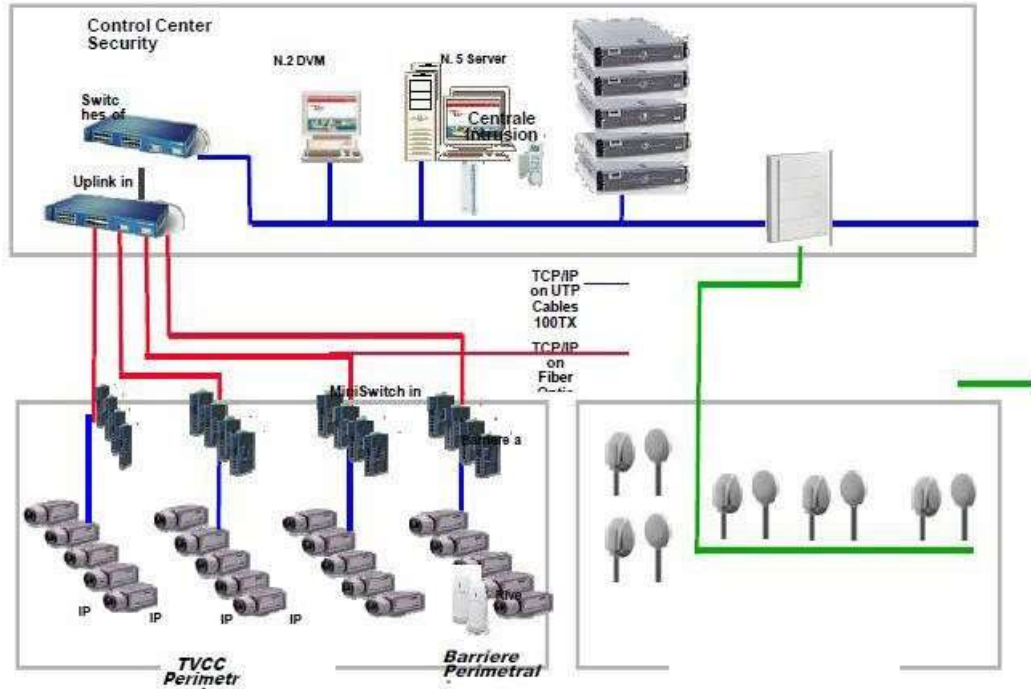 Control Center
Security
N.2 DVM
N. 5 Server
Switc
hes of
Centrale
Intrusion
Uplink in
TCP/IP
on UTP
Cables
100TX
TCP/IP
on
Fiber
MiniSwitch in
Barriere a
IP
IP
IP
IP
TVCC
Perimetr
Barriere
Perimetral